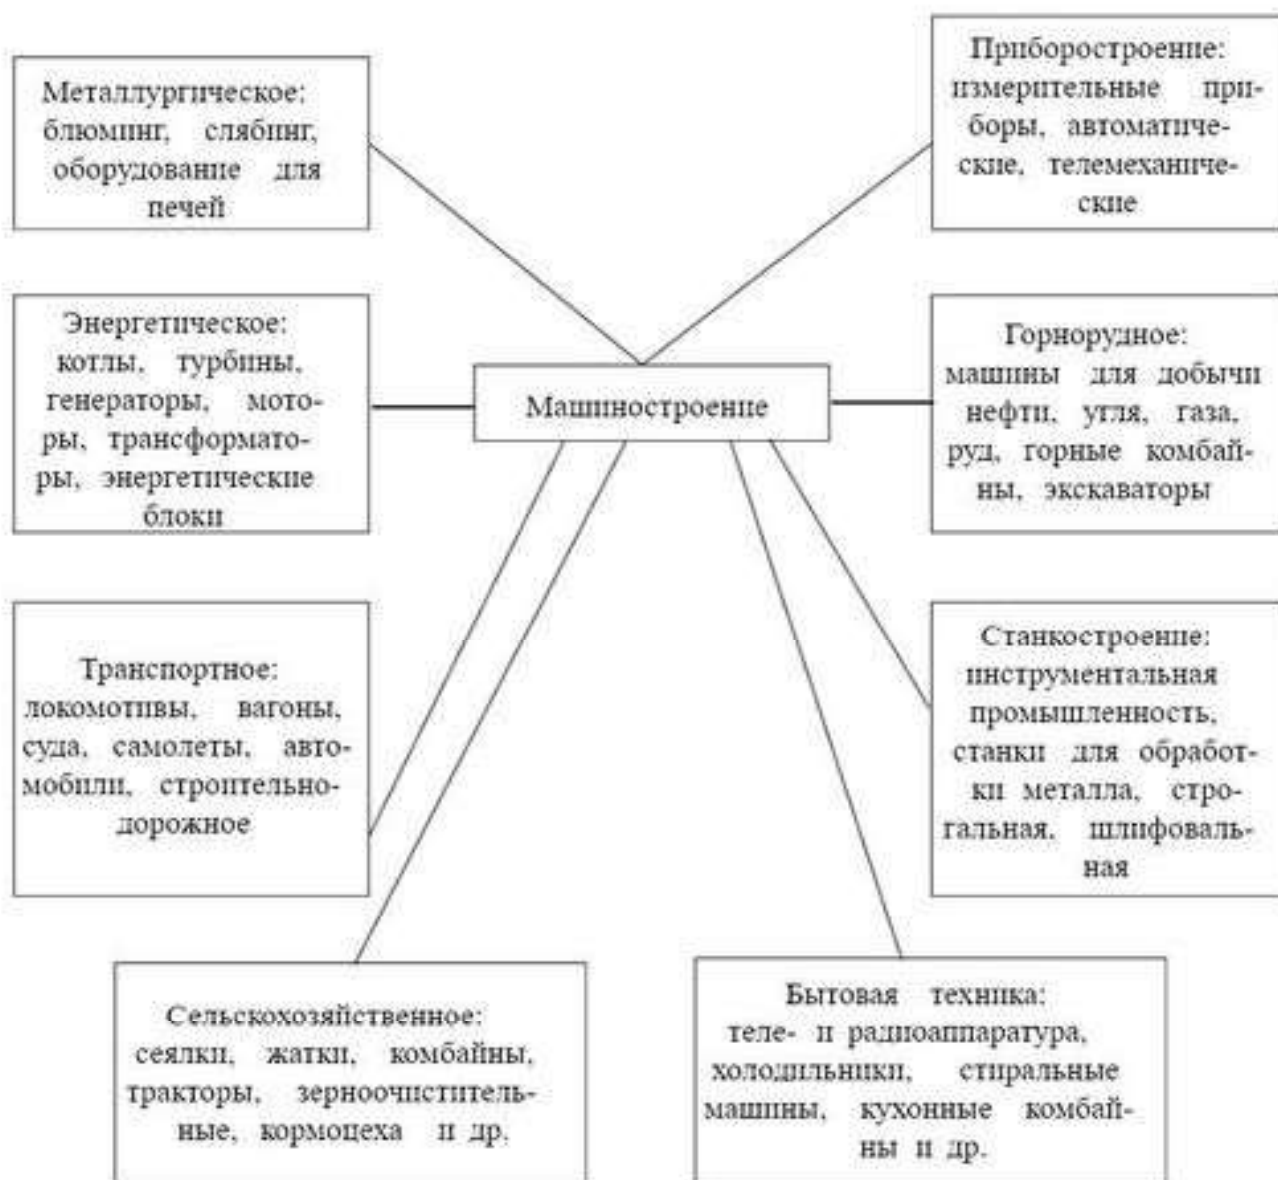 Металлургическое:
блюминг, слябинг,
оборудование для
печей
Приборостроение:
измерительные при-
боры, автоматиче-
ские, телемеханиче-
ские
Энергетическое:
котлы, турбины,
генераторы, мото-
ры, трансформато-
ры, энергетические
блоки
Машиностроение
Горнорудное:
машины для добычи
нефти, угля, газа,
руд, горные комбай-
ны, экскаваторы
Транспортное:
локомотивы, вагоны,
суда, самолеты, авто-
мобили, строительно-
дорожное
Станкостроение:
инструментальная
промышленность,
станки для обработ-
ки металла, стро-
гальная, шлифоваль-
ная
Сельскохозяйственное:
сеялки, жатки, комбайны,
тракторы, зерноочиститель-
ные, кормоцеха и др.
Бытовая техника:
теле- и радиоаппаратура,
холодильники, стиральные
машины, кухонные комбай-
ны и др.